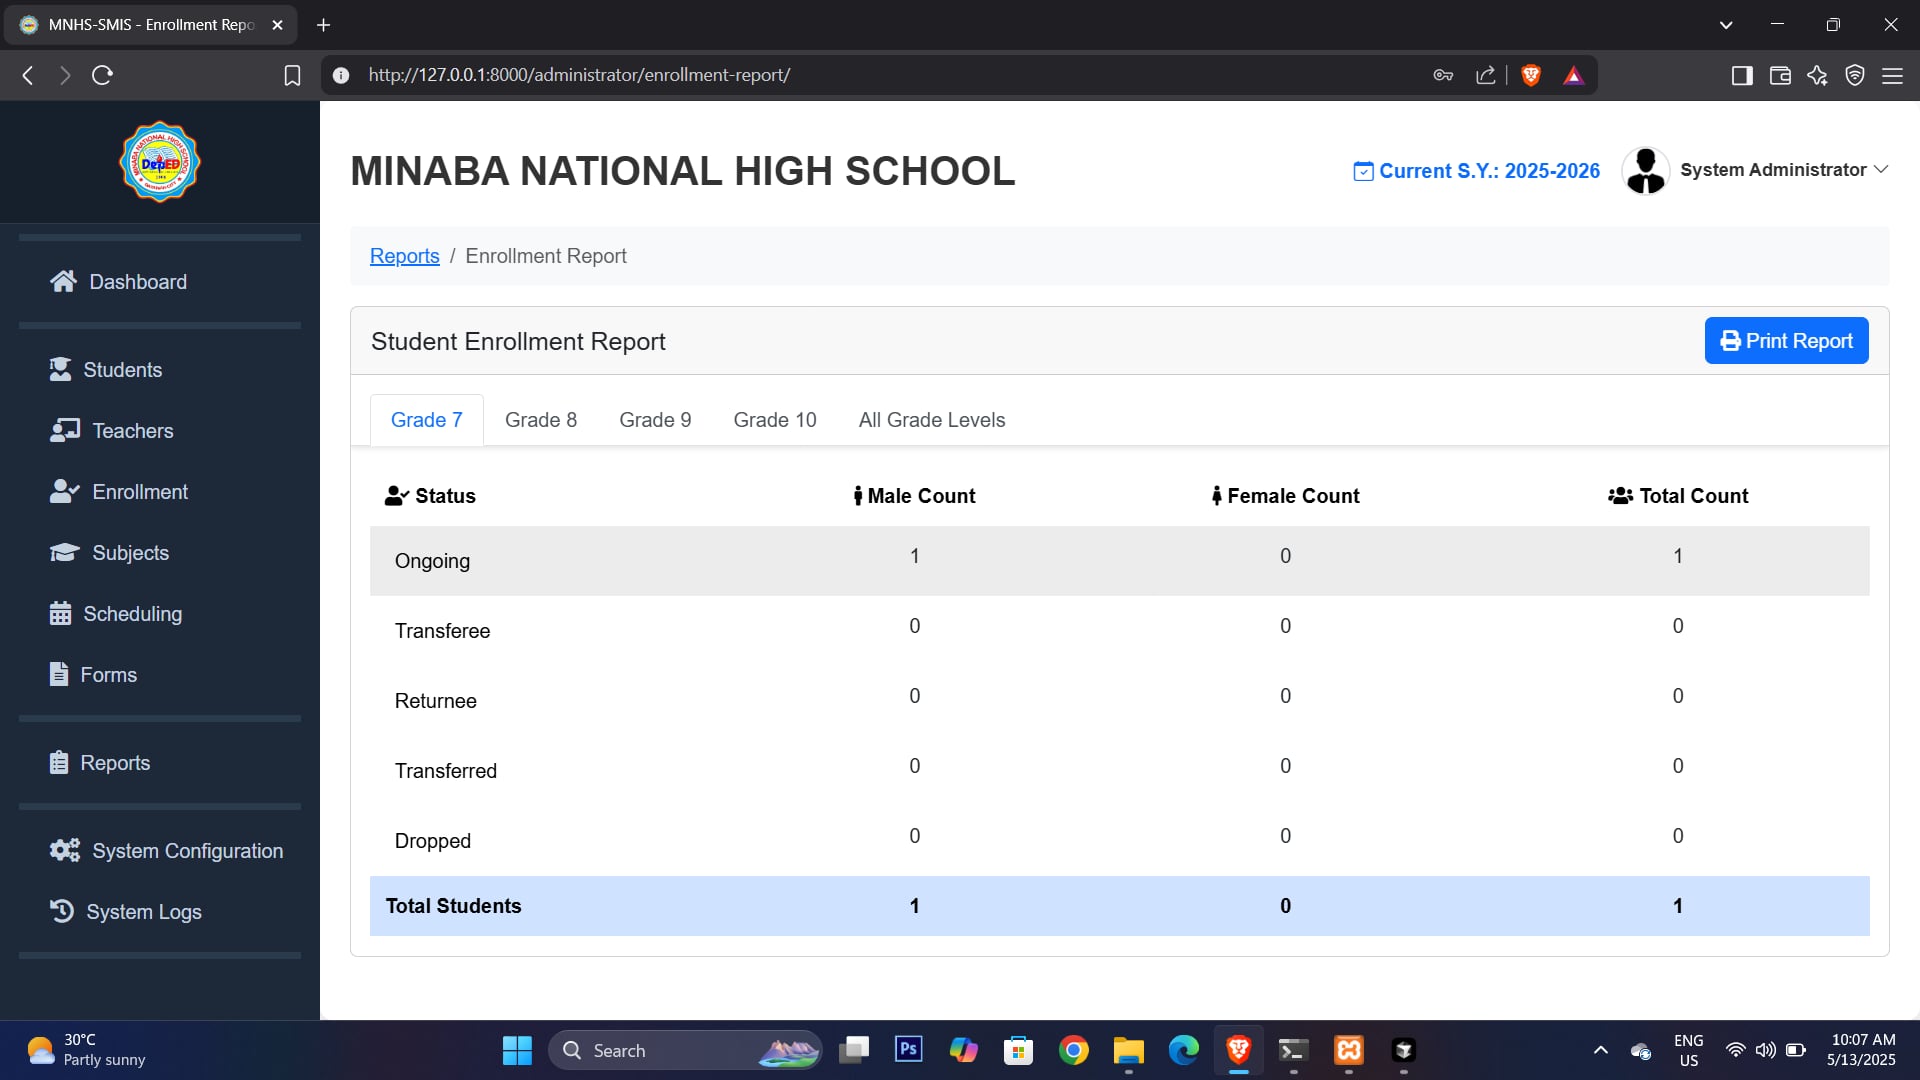 MNHS-SMIS - Enrollment Repo
http://127.0.0.1:8000/administrator/enrollment-report/
MINABA NATIONAL HIGH SCHOOL
DepED
Current S.Y.: 2025-2026
System Administrator
Reports / Enrollment Report
Dashboard
Students
Teachers
Enrollment
Subjects
Scheduling
Forms
Reports
System Configuration
System Logs
Student Enrollment Report
Print Report
Grade 7 Grade 8 Grade 9 Grade 10 All Grade Levels
Status Male Count Female Count Total Count
Ongoing 1 0 1
Transferee 0 0 0
Returnee 0 0 0
Transferred 0 0 0
Dropped 0 0 0
Total Students 1 0 1
30°C
Partly sunny
Search
Ps
ENG
US
10:07 AM
5/13/2025